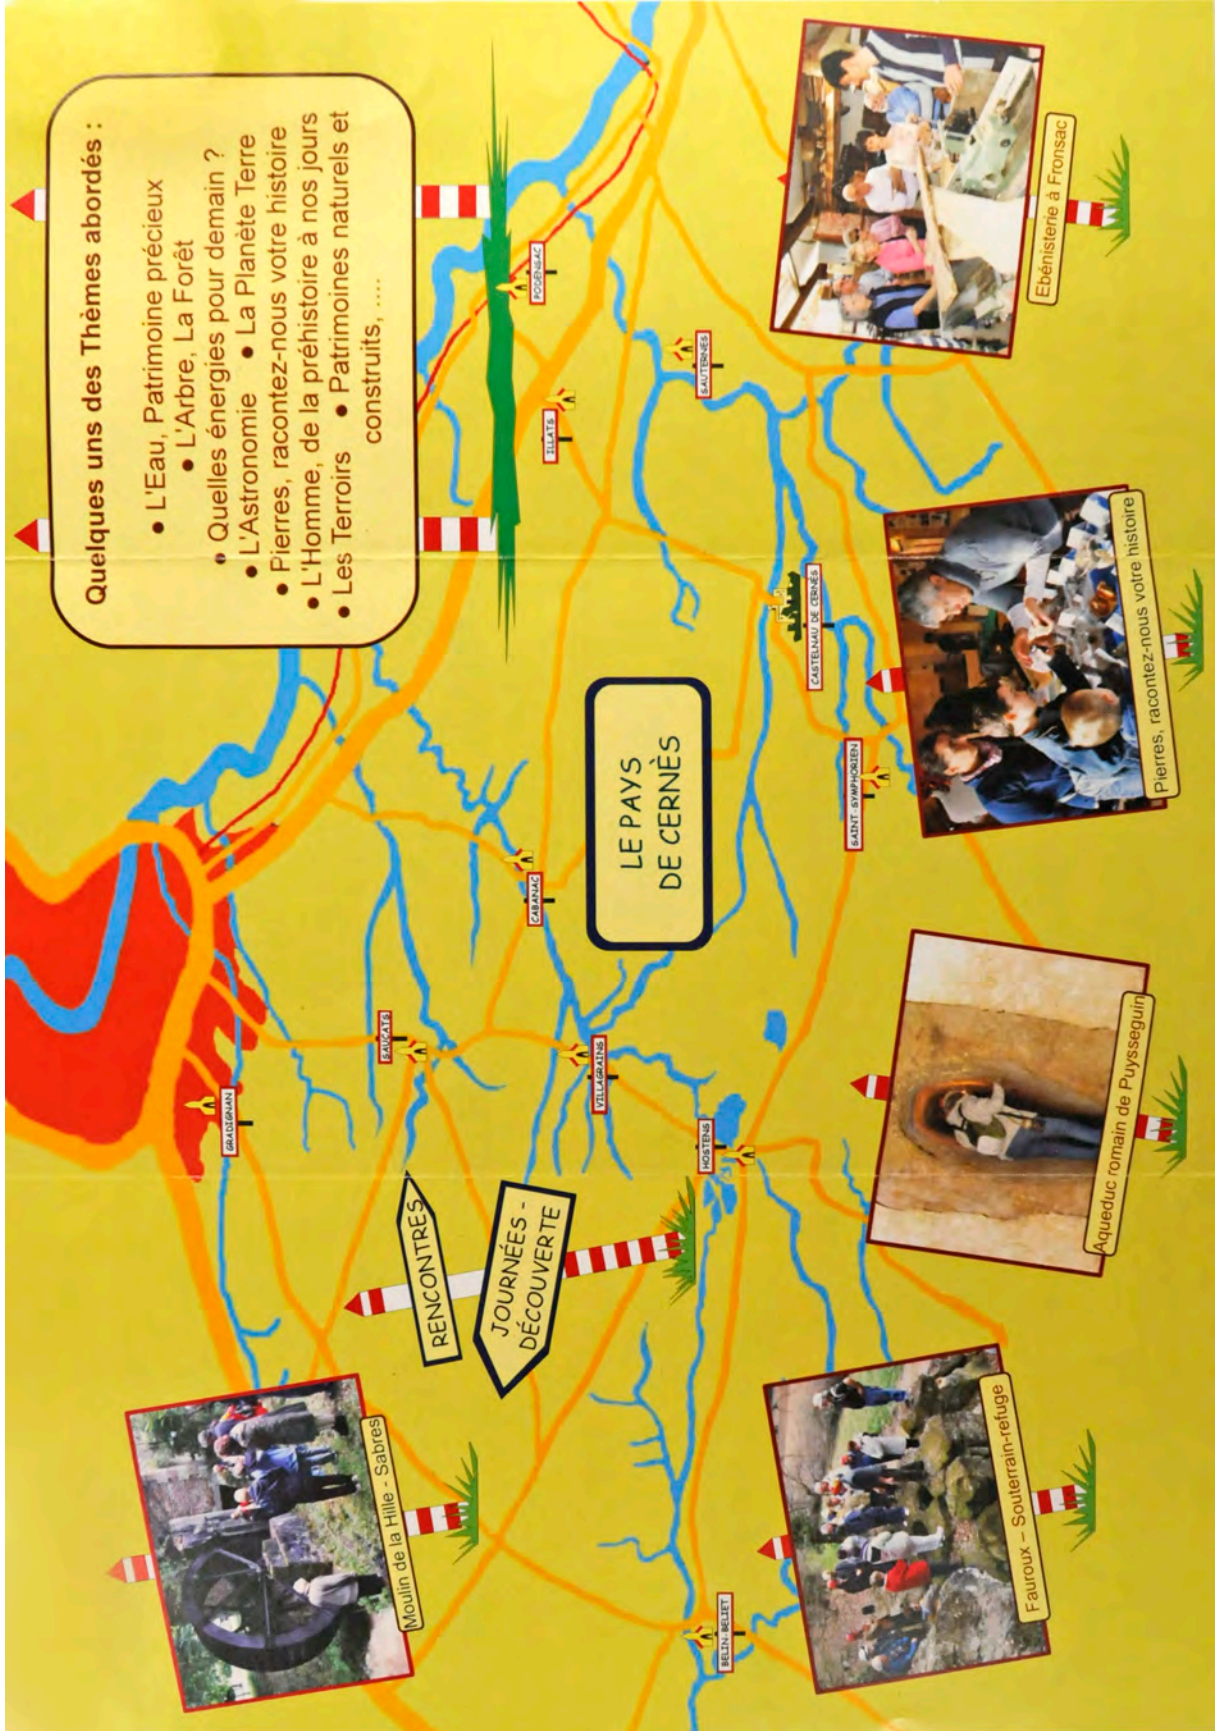 Quelques uns des Thèmes abordés :
● L'Eau, Patrimoine précieux
● L'Arbre, La Forêt
● Quelles énergies pour demain ?
● L'Astronomie ● La Planète Terre
● Pierres, racontez-nous votre histoire
● L'Homme, de la préhistoire à nos jours
● Les Terroirs ● Patrimoines naturels et
construits, ....
Moulin de la Hille - Sabres
RENCONTRES
JOURNÉES -
DÉCOUVERTE
GRADIGNAN
SAUCATS
CABANAC
VILLAGRAINS
HOSTENS
BELIN-BELIET
LE PAYS
DE CERNÈS
PODENSAC
ILLATS
SAUTERNES
CASTELNAU DE CERNÈS
SAINT-SYMPHORIEN
Fauroux – Souterrain-refuge
Aqueduc romain de Puysseguin
Pierres, racontez-nous votre histoire
Ebénisterie à Fronsac